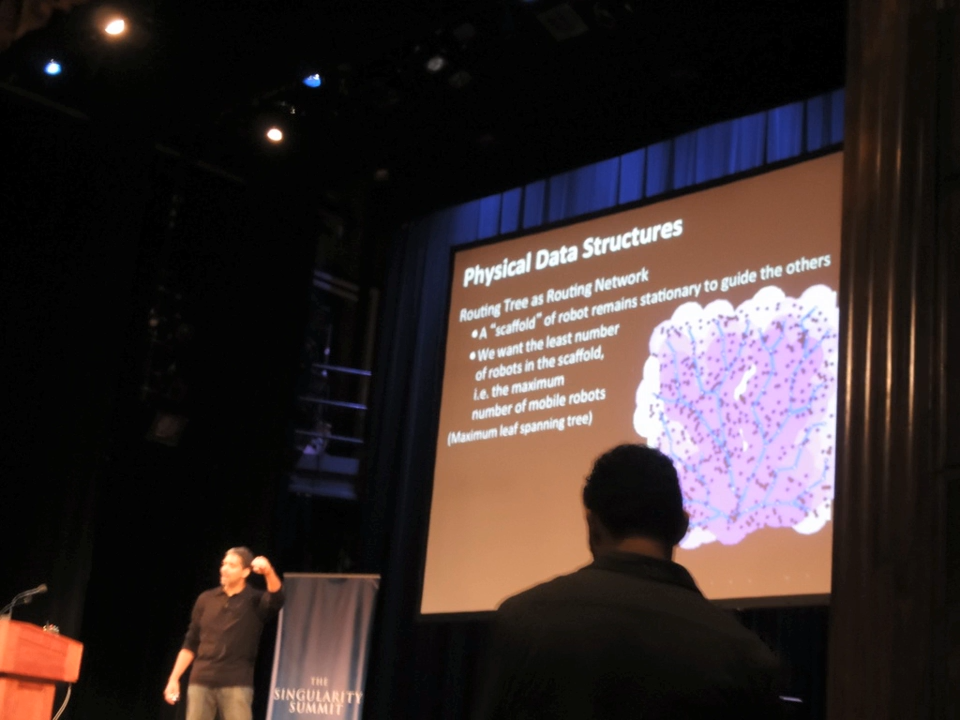 Physical Data Structures
Routing Tree as Routing Network
• A “scaffold” of robot remains stationary to guide the others
• We want the least number
of robots in the scaffold,
i.e. the maximum
number of mobile robots
(Maximum leaf spanning tree)
THE
SINGULARITY
SUMMIT